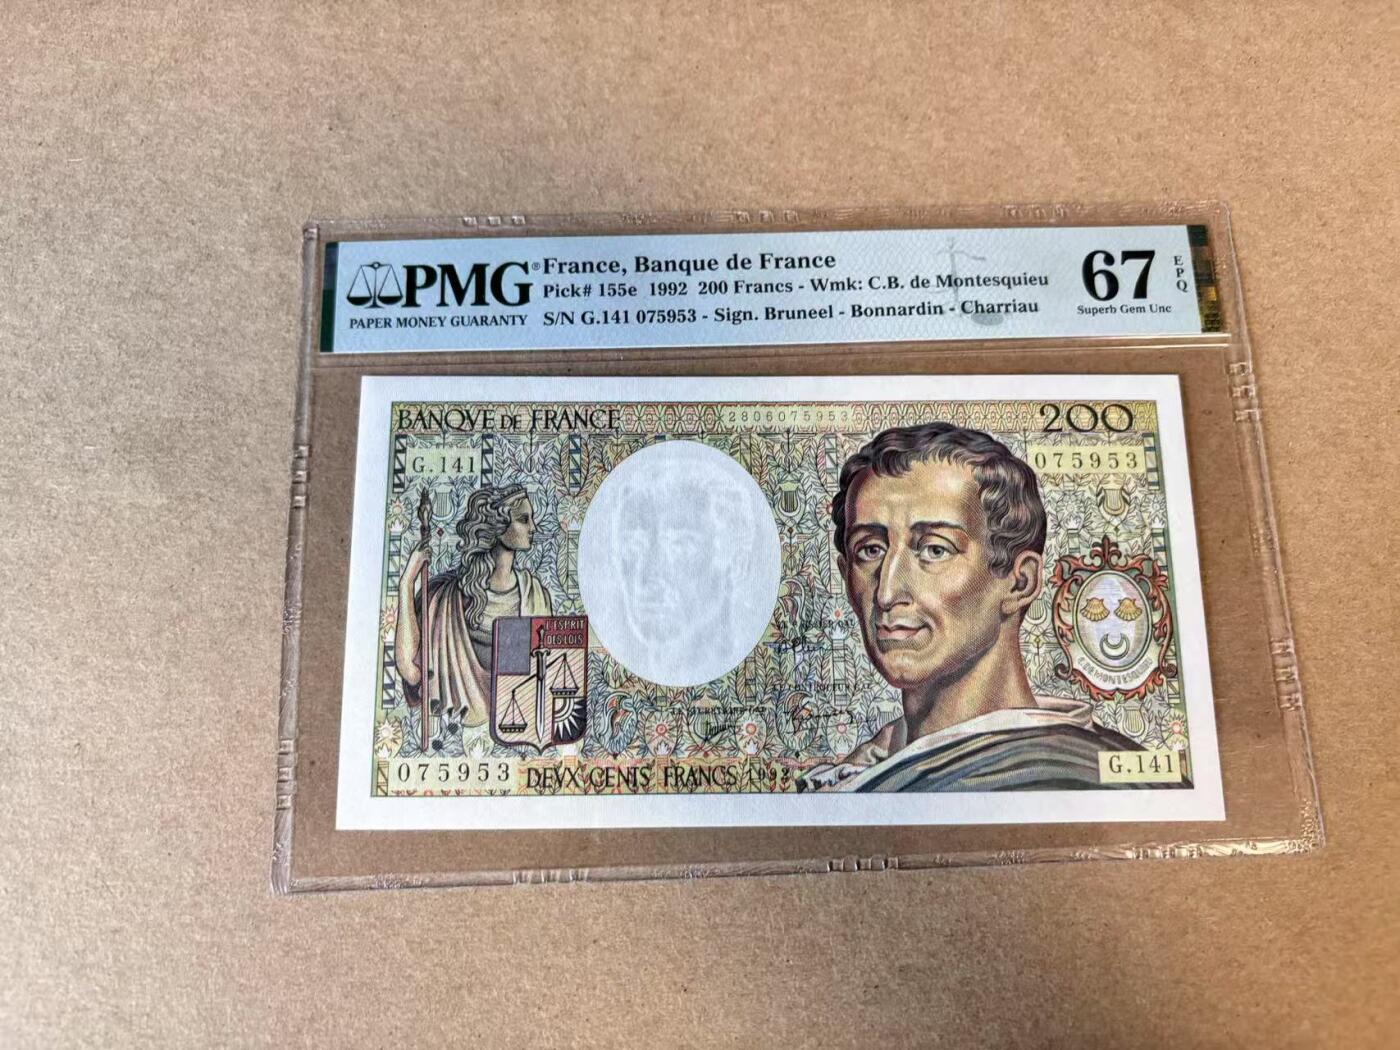 PMG®
PAPER MONEY GUARANTY
France, Banque de France
Pick# 155e 1992 200 Francs - Wmk: C.B. de Montesquieu
S/N G.141 075953 - Sign. Bruneel - Bonnardin - Charriau
67
EPQ
Superb Gem Unc
BANQVE DE FRANCE
2806075953
200
G.141
075953
L'ESPRIT
DES LOIS
075953
DEVX CENTS FRANCS 1992
G.141